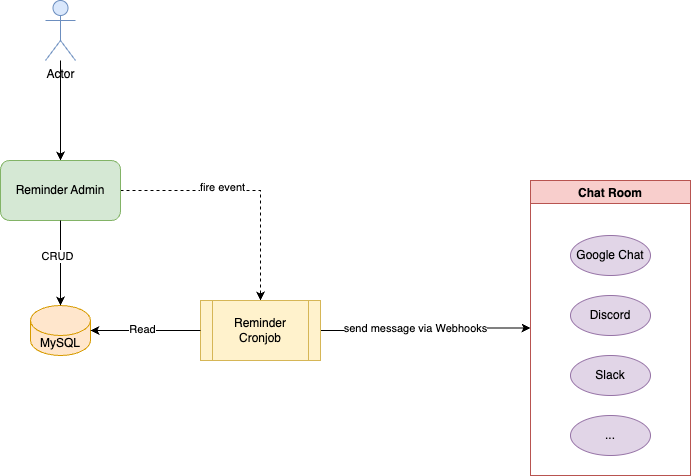 Actor
Reminder Admin
fire event
Chat Room
CRUD
Google Chat
MySQL
Read
Reminder
Cronjob
send message via Webhooks
Discord
Slack
...